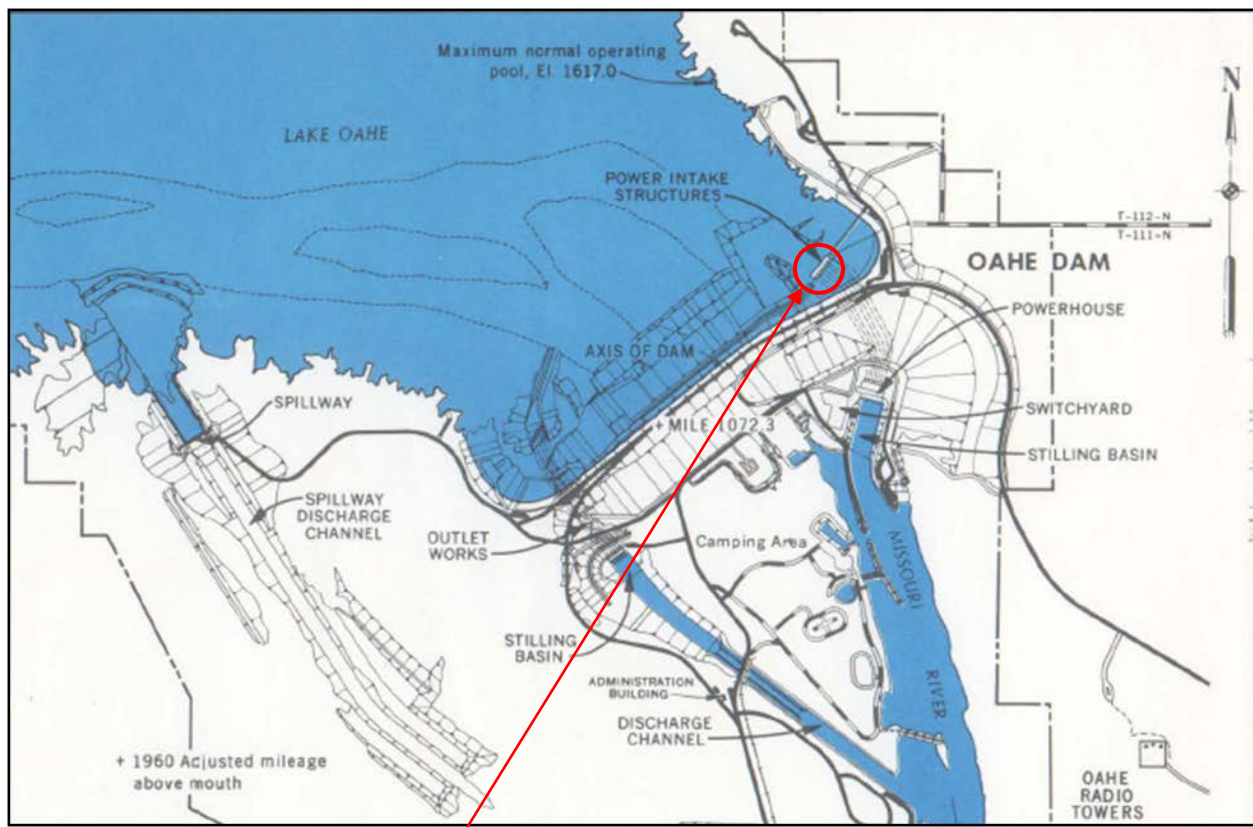 Maximum normal operating
pool, El. 1617.0
N
LAKE OAHE
POWER INTAKE
STRUCTURES
T-112-N
T-111-N
OAHE DAM
POWERHOUSE
AXIS OF DAM
SPILLWAY
SWITCHYARD
+ MILE 1072.3
STILLING BASIN
SPILLWAY
DISCHARGE
CHANNEL
OUTLET
WORKS
Camping Area
MISSOURI
RIVER
STILLING
BASIN
ADMINISTRATION
BUILDING
DISCHARGE
CHANNEL
+ 1960 Adjusted mileage
above mouth
OAHE
RADIO
TOWERS